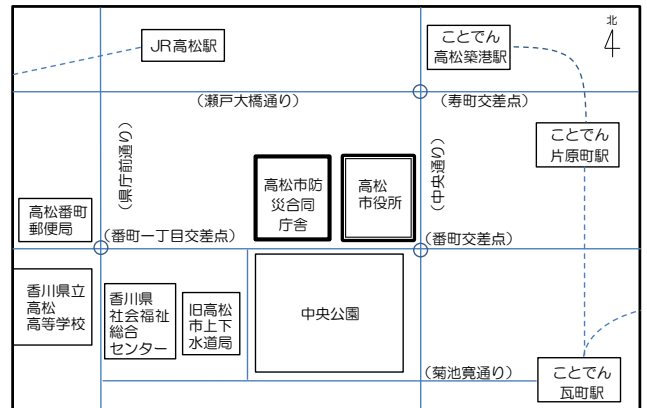 JR高松駅
ことでん
高松築港駅
北
(瀬戸大橋通り)
(寿町交差点)
(県庁前通り)
(中央通り)
ことでん
片原町駅
高松市防
災合同
庁舎
高松
市役所
高松番町
郵便局
(番町一丁目交差点)
(番町交差点)
香川県立
高松
高等学校
香川県
社会福祉
総合
センター
旧高松
市上下
水道局
中央公園
(菊池寛通り)
ことでん
瓦町駅